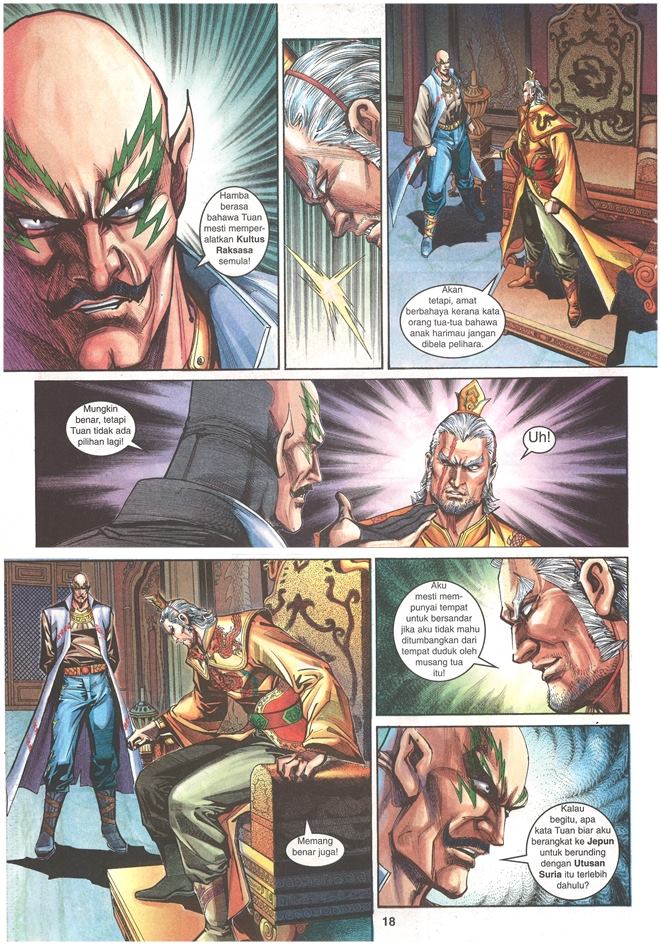 Hamba
berasa
bahawa Tuan
mesti memper-
alatkan Kultus
Raksasa
semula!
Akan
tetapi, amat
berbahaya kerana kata
orang tua-tua bahawa
anak harimau jangan
dibela pelihara.
Mungkin
benar, tetapi
Tuan tidak ada
pilihan lagi!
Uh!
Aku
mesti mem-
punyai tempat
untuk bersandar
jika aku tidak mahu
ditumbangkan dari
tempat duduk oleh
musang tua
itu!
Memang
benar juga!
Kalau
begitu, apa
kata Tuan biar aku
berangkat ke Jepun
untuk berunding
dengan Utusan
Suria itu terlebih
dahulu?
18